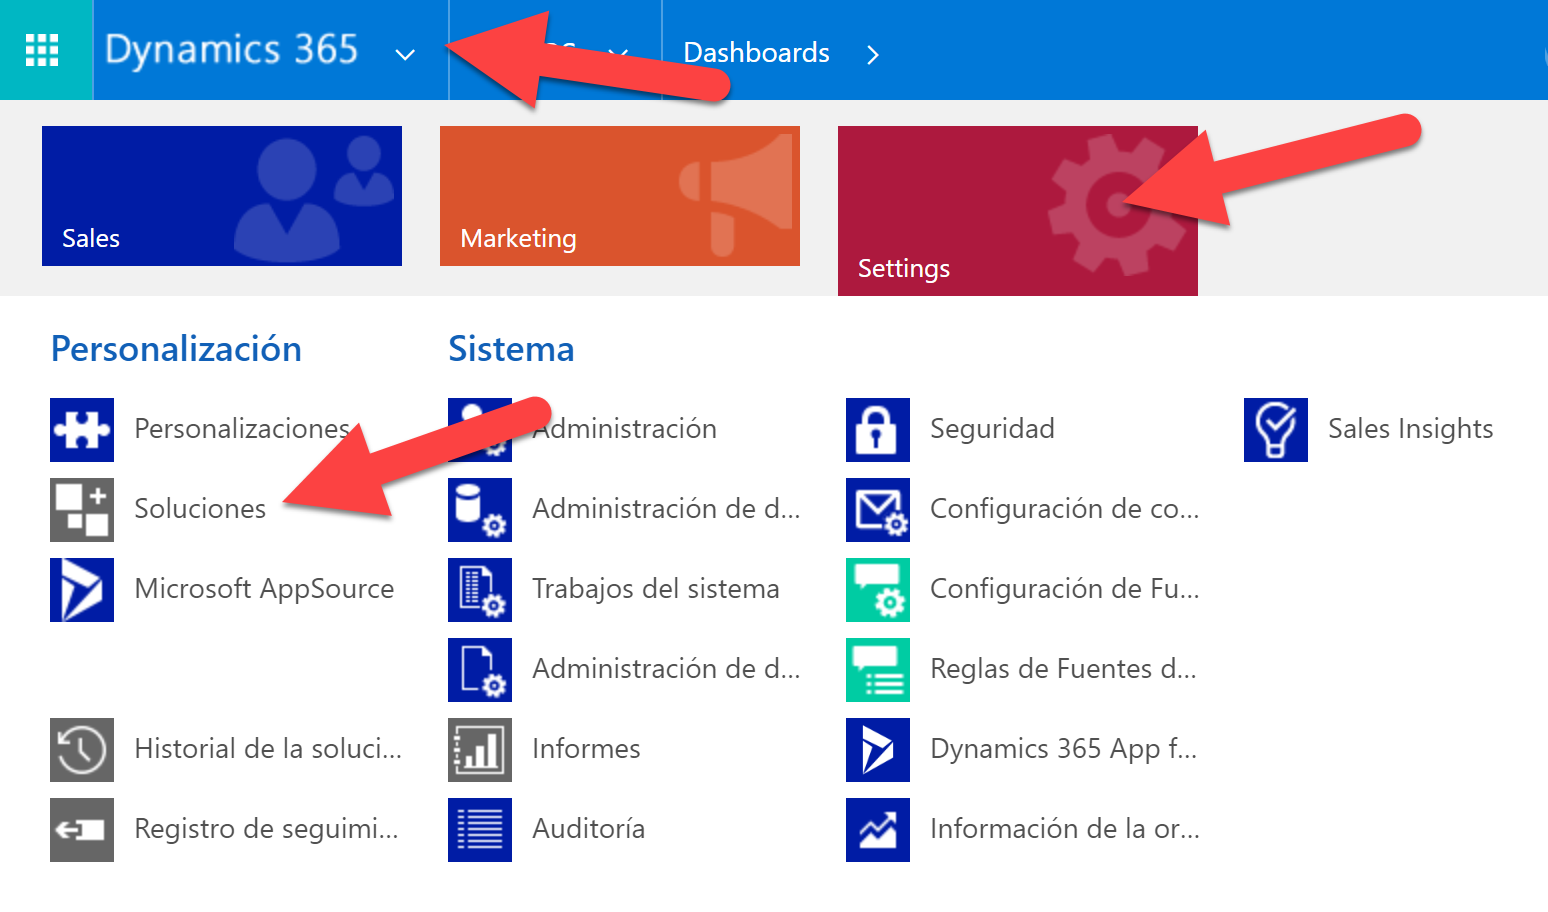 Dynamics 365
Dashboards
Sales
Marketing
Settings
Personalización
Sistema
Personalizaciones
Administración
Seguridad
Sales Insights
Soluciones
Administración de d...
Configuración de co...
Microsoft AppSource
Trabajos del sistema
Configuración de Fu...
Administración de d...
Reglas de Fuentes d...
Historial de la soluci...
Informes
Dynamics 365 App f...
Registro de seguimi...
Auditoría
Información de la or...